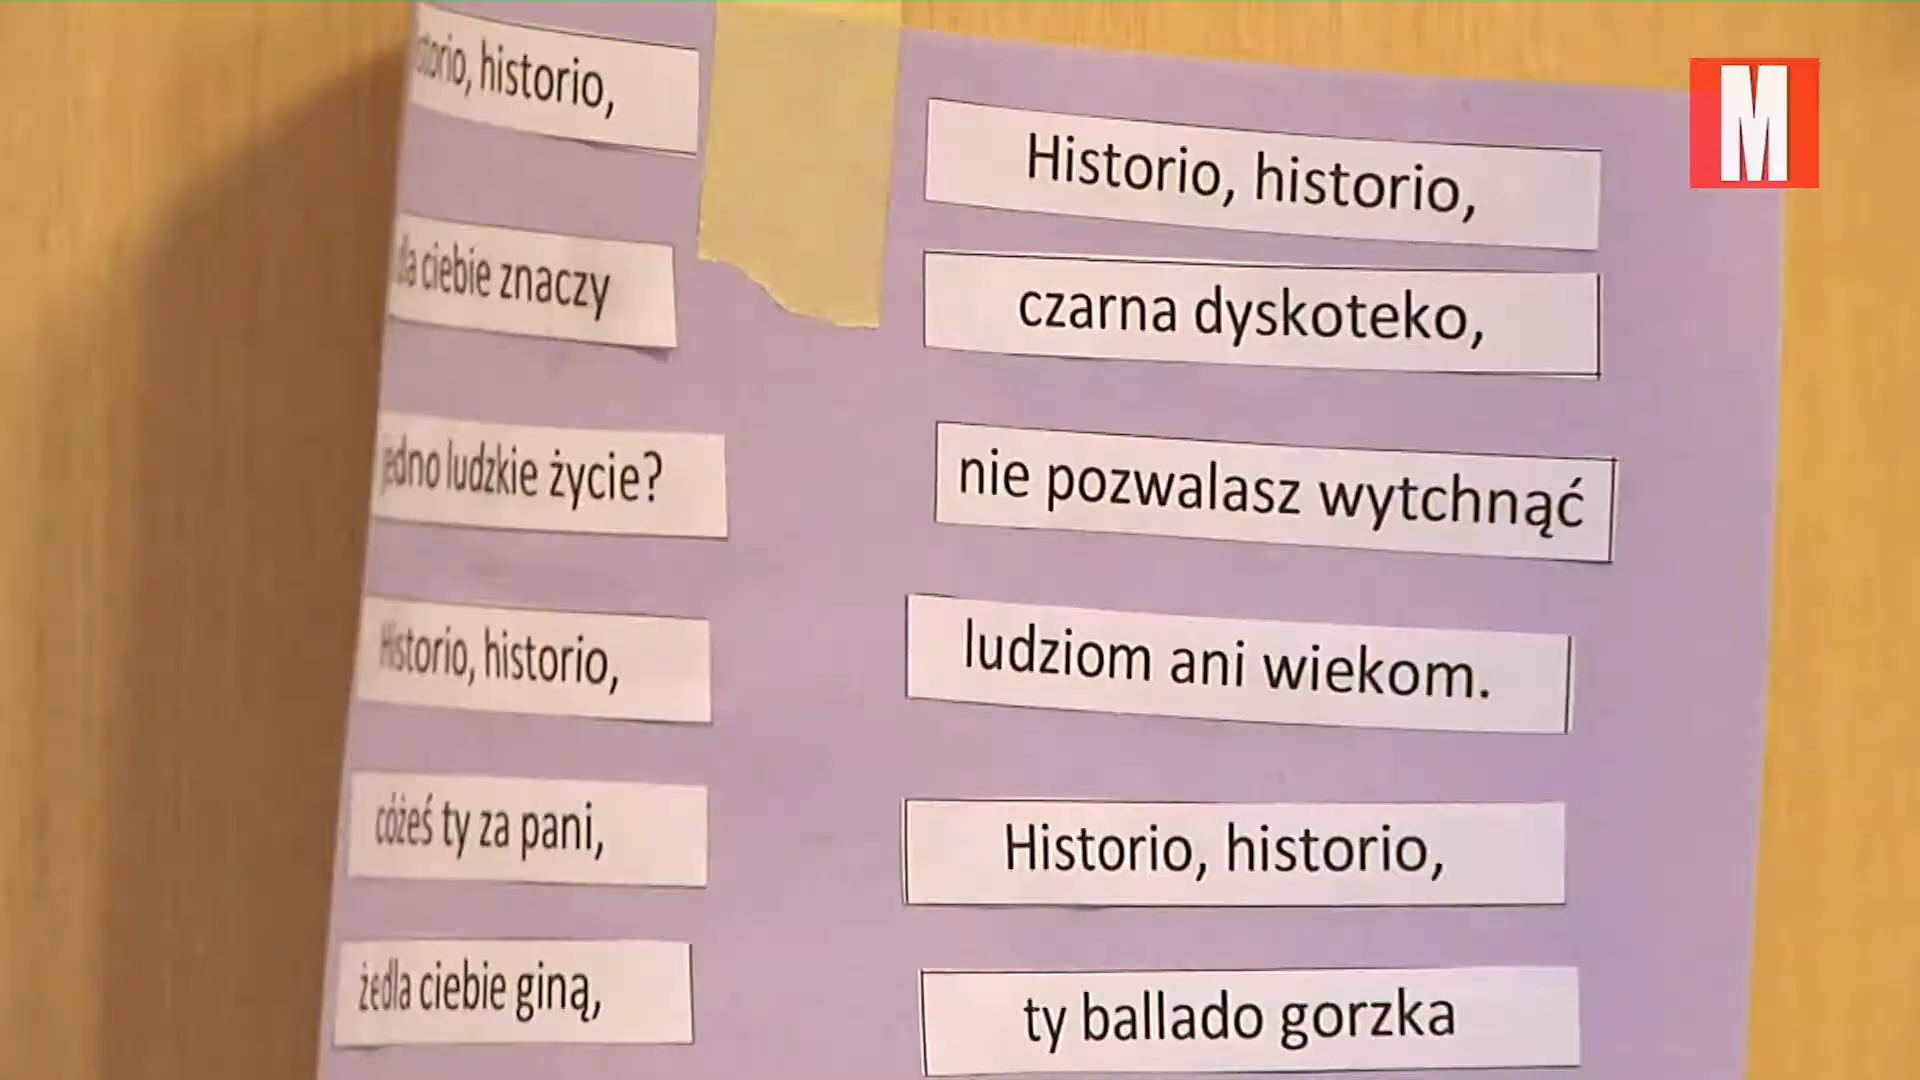 historio,
dla ciebie znaczy
jedno ludzkie życie?
Historio, historio,
cóżeś ty za pani,
że dla ciebie giną,
Historio, historio,
czarna dyskoteko,
nie pozwalasz wytchnąć
ludziom ani wiekom.
Historio, historio,
ty ballado gorzka
M